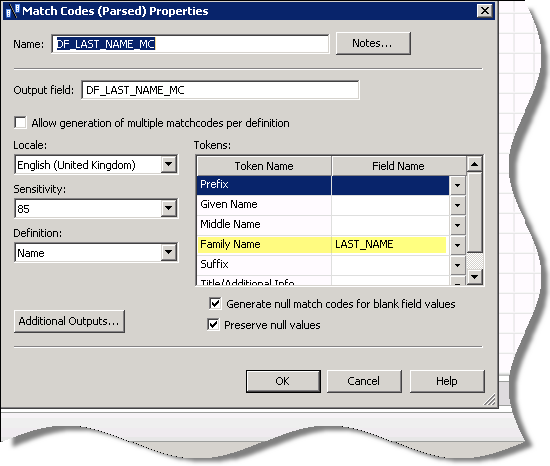 Match Codes (Parsed) Properties
Name: DF_LAST_NAME_MC Notes...
Output field: DF_LAST_NAME_MC
Allow generation of multiple matchcodes per definition
Locale:
English (United Kingdom)
Sensitivity:
85
Definition:
Name
Tokens:
Token Name Field Name
Prefix
Given Name
Middle Name
Family Name LAST_NAME
Suffix
Title/Additional Info
Generate null match codes for blank field values
Preserve null values
Additional Outputs...
OK Cancel Help